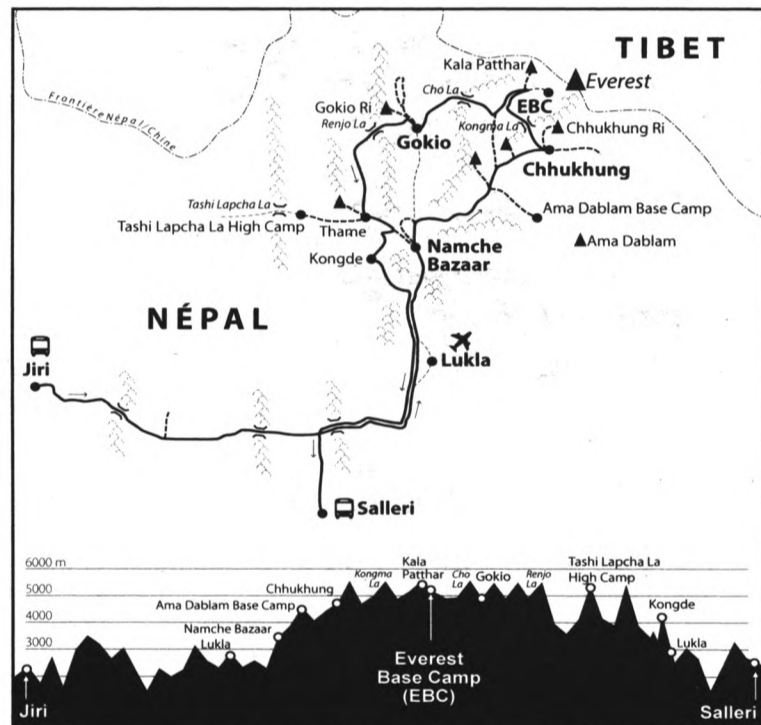 TIBET
Kala Patthar
Everest
Frontière Népal/Chine
Cho La
EBC
Gokio Ri
Renjo La
Kongma La
Chhukhung Ri
Gokio
Chhukhung
Tashi Lapcha La
Ama Dablam Base Camp
Tashi Lapcha La High Camp
Thame
Ama Dablam
Kongde
Namche
Bazaar
NÉPAL
Jiri
Lukla
Salleri
6000 m
5000
4000
3000
Kongma
La
Kala
Patthar
Cho
La
Gokio
Renjo
La
Tashi Lapcha La
High Camp
Chhukhung
Ama Dablam Base Camp
Kongde
Namche Bazaar
Lukla
Lukla
Everest
Base Camp
(EBC)
Jiri
Salleri